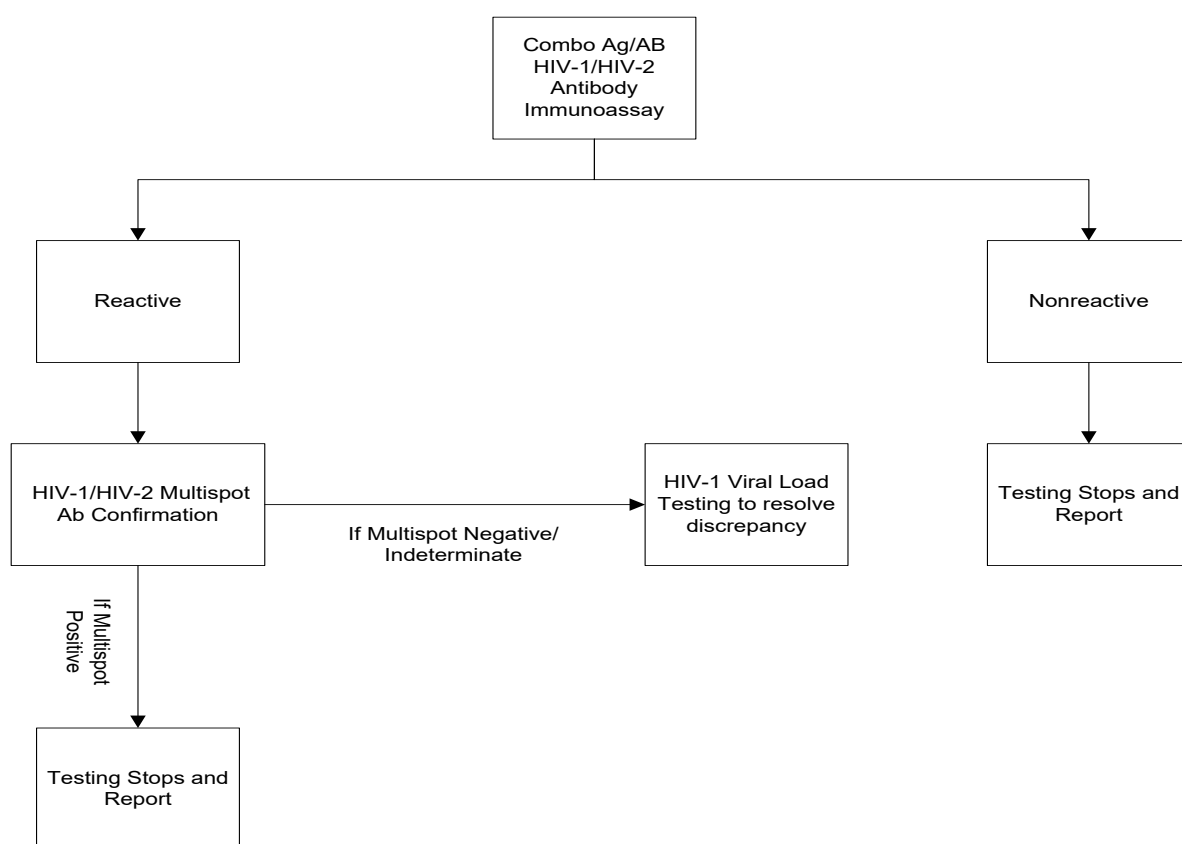 Combo Ag/AB
HIV-1/HIV-2
Antibody
Immunoassay
Reactive
Nonreactive
HIV-1/HIV-2 Multispot
Ab Confirmation
If Multispot Negative/
Indeterminate
HIV-1 Viral Load
Testing to resolve
discrepancy
Testing Stops and
Report
If Multispot
Positive
Testing Stops and
Report